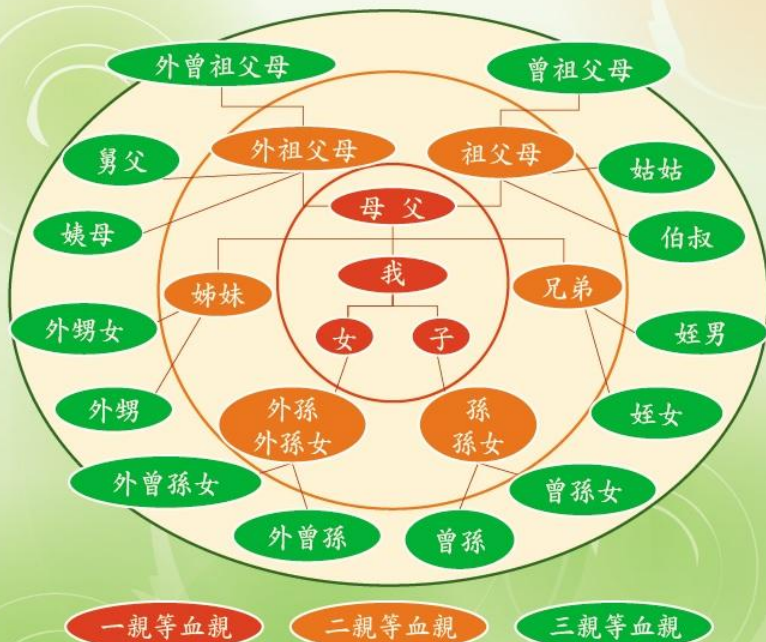 外曾祖父母
曾祖父母
外祖父母
祖父母
舅父
姑姑
母 父
姨母
伯叔
我
姊妹
兄弟
外甥女
女
子
姪男
外甥
外孫
外孫女
孫
孫女
姪女
外曾孫女
曾孫女
外曾孫
曾孫
一親等血親
二親等血親
三親等血親